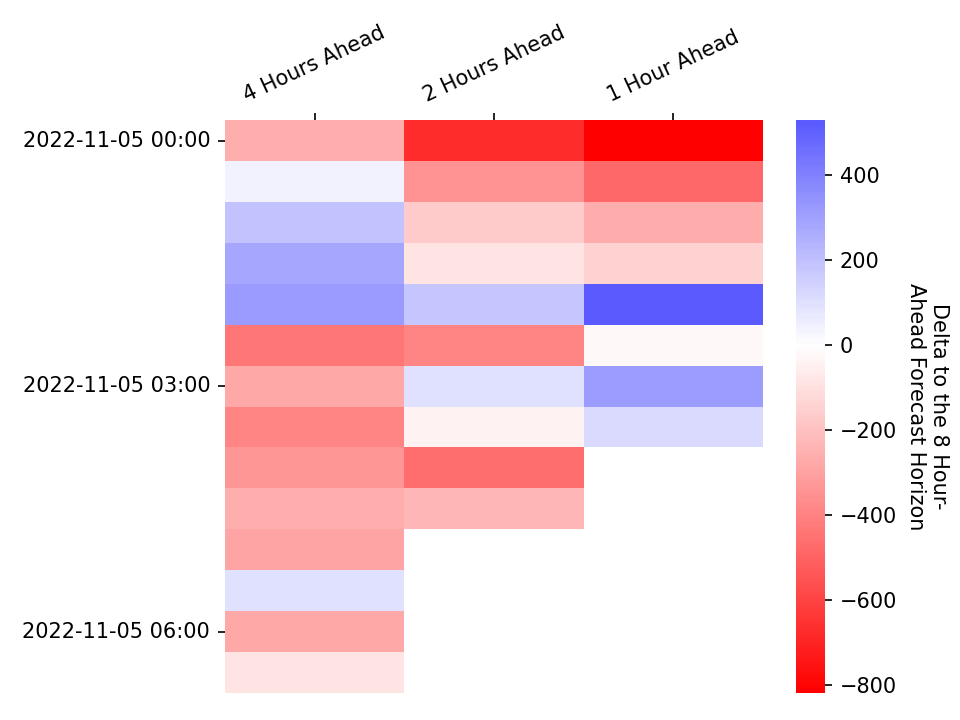 4 Hours Ahead
2 Hours Ahead
1 Hour Ahead
2022-11-05 00:00
2022-11-05 03:00
2022-11-05 06:00
400
200
0
−200
−400
−600
−800
Delta to the 8 Hour-
Ahead Forecast Horizon